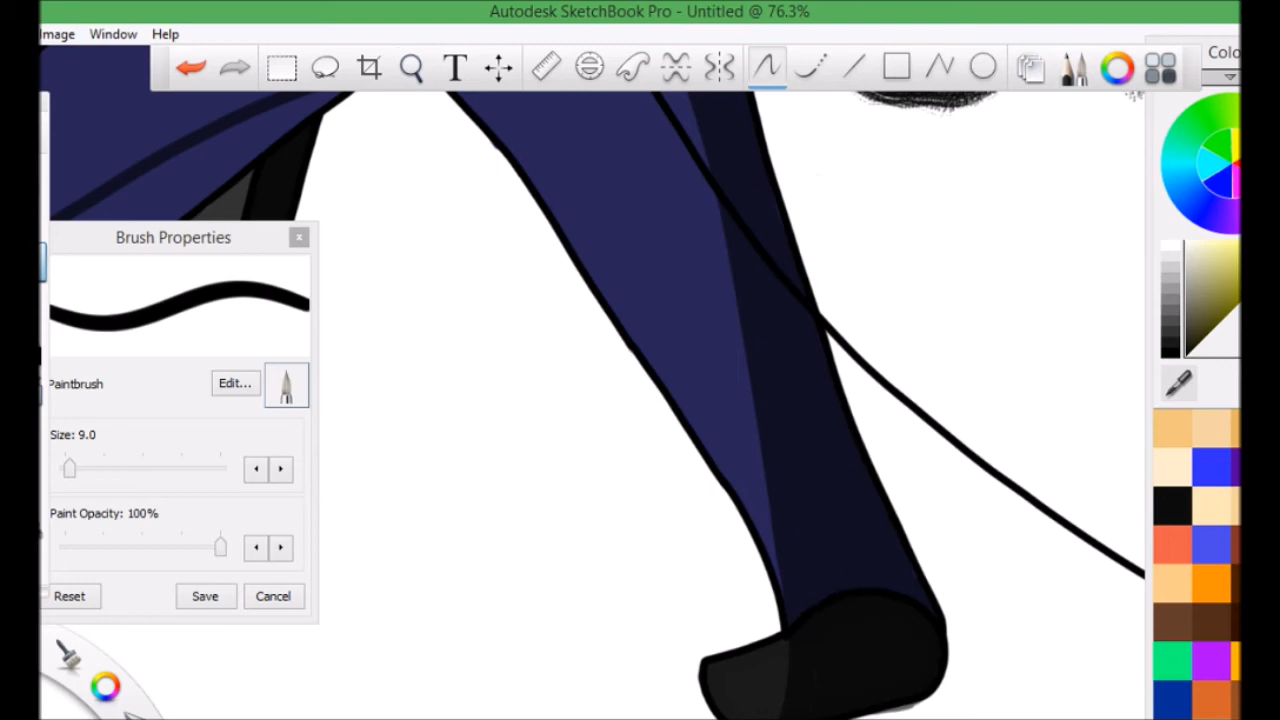 Autodesk SketchBook Pro - Untitled @ 76.3%
Image Window Help
T
Colo
Brush Properties
x
Paintbrush
Edit...
Size: 9.0
Paint Opacity: 100%
Reset Save Cancel